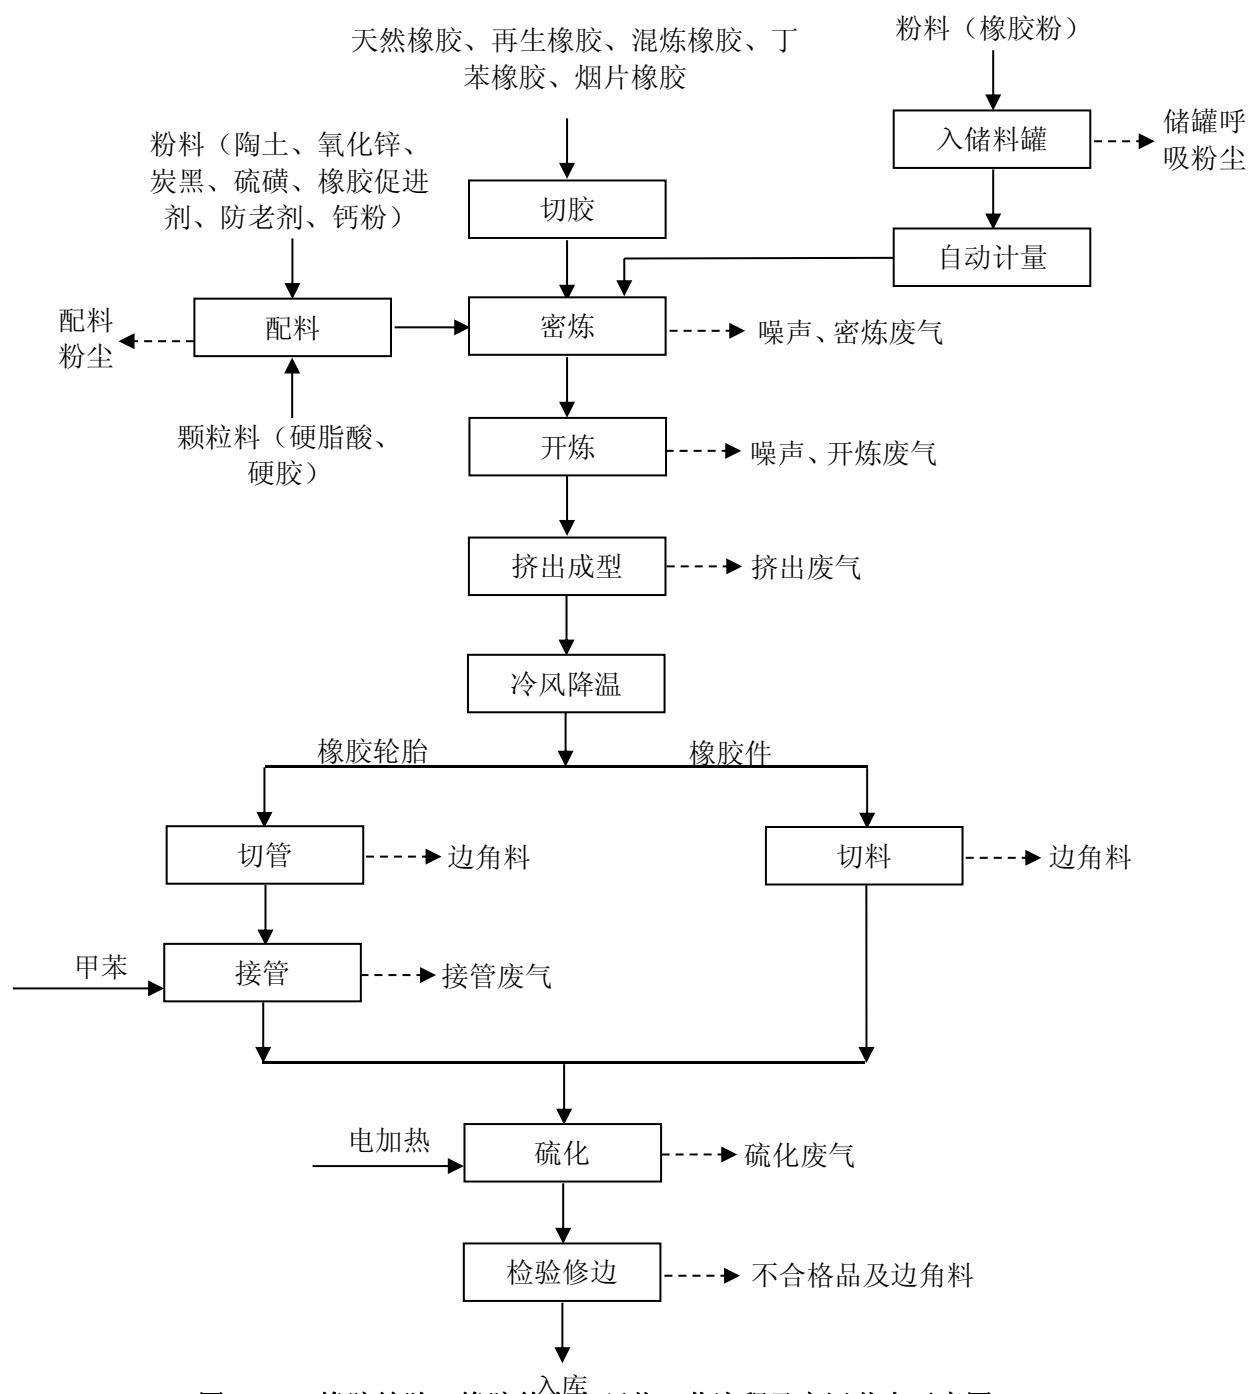 天然橡胶、再生橡胶、混炼橡胶、丁
苯橡胶、烟片橡胶
粉料（橡胶粉）
入储料罐
储罐呼
吸粉尘
粉料（陶土、氧化锌、
炭黑、硫磺、橡胶促进
剂、防老剂、钙粉）
切胶
自动计量
配料
粉尘
配料
密炼
噪声、密炼废气
颗粒料（硬脂酸、
硬胶）
开炼
噪声、开炼废气
挤出成型
挤出废气
冷风降温
橡胶轮胎
橡胶件
切管
边角料
切料
边角料
甲苯
接管
接管废气
电加热
硫化
硫化废气
检验修边
不合格品及边角料
入库